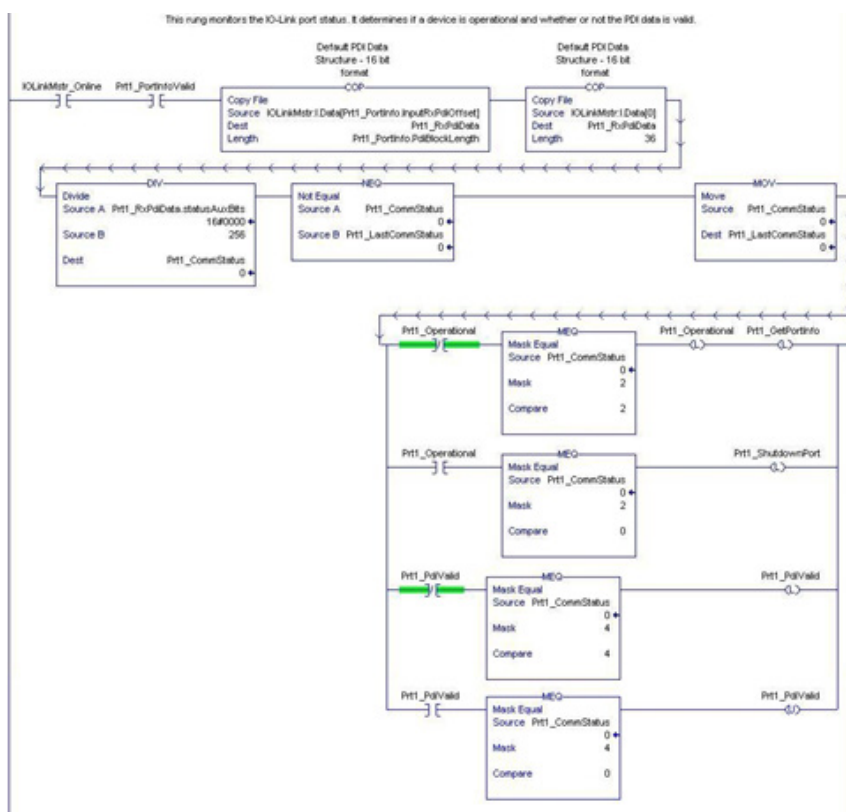 This rung monitors the IO-Link port status. It determines if a device is operational and whether or not the PDI data is valid.
Default PDI Data
Structure - 16 bit
format
Default PDI Data
Structure - 16 bit
format
IOLinkMstr_Online
Prt1_PortInfoValid
COP
Copy File
Source IOLinkMstr:I.Data[Prt1_PortInfo.InputRxPdiOffset]
Dest Prt1_RxPdiData
Length Prt1_PortInfo.PdiBlockLength
COP
Copy File
Source IOLinkMstr:I.Data[0]
Dest Prt1_RxPdiData
Length 36
DIV
Divide
Source A Prt1_RxPdiData.statusAuxBits
16#0000
Source B 256
Dest Prt1_CommStatus
0
NEQ
Not Equal
Source A Prt1_CommStatus
0
Source B Prt1_LastCommStatus
0
MOV
Move
Source Prt1_CommStatus
0
Dest Prt1_LastCommStatus
0
Prt1_Operational
MEQ
Mask Equal
Source Prt1_CommStatus
0
Mask 2
Compare 2
Prt1_Operational
L
Prt1_GetPortInfo
L
Prt1_Operational
MEQ
Mask Equal
Source Prt1_CommStatus
0
Mask 2
Compare 0
Prt1_ShutdownPort
L
Prt1_PdiValid
MEQ
Mask Equal
Source Prt1_CommStatus
0
Mask 4
Compare 4
Prt1_PdiValid
L
Prt1_PdiValid
MEQ
Mask Equal
Source Prt1_CommStatus
0
Mask 4
Compare 0
Prt1_PdiValid
U